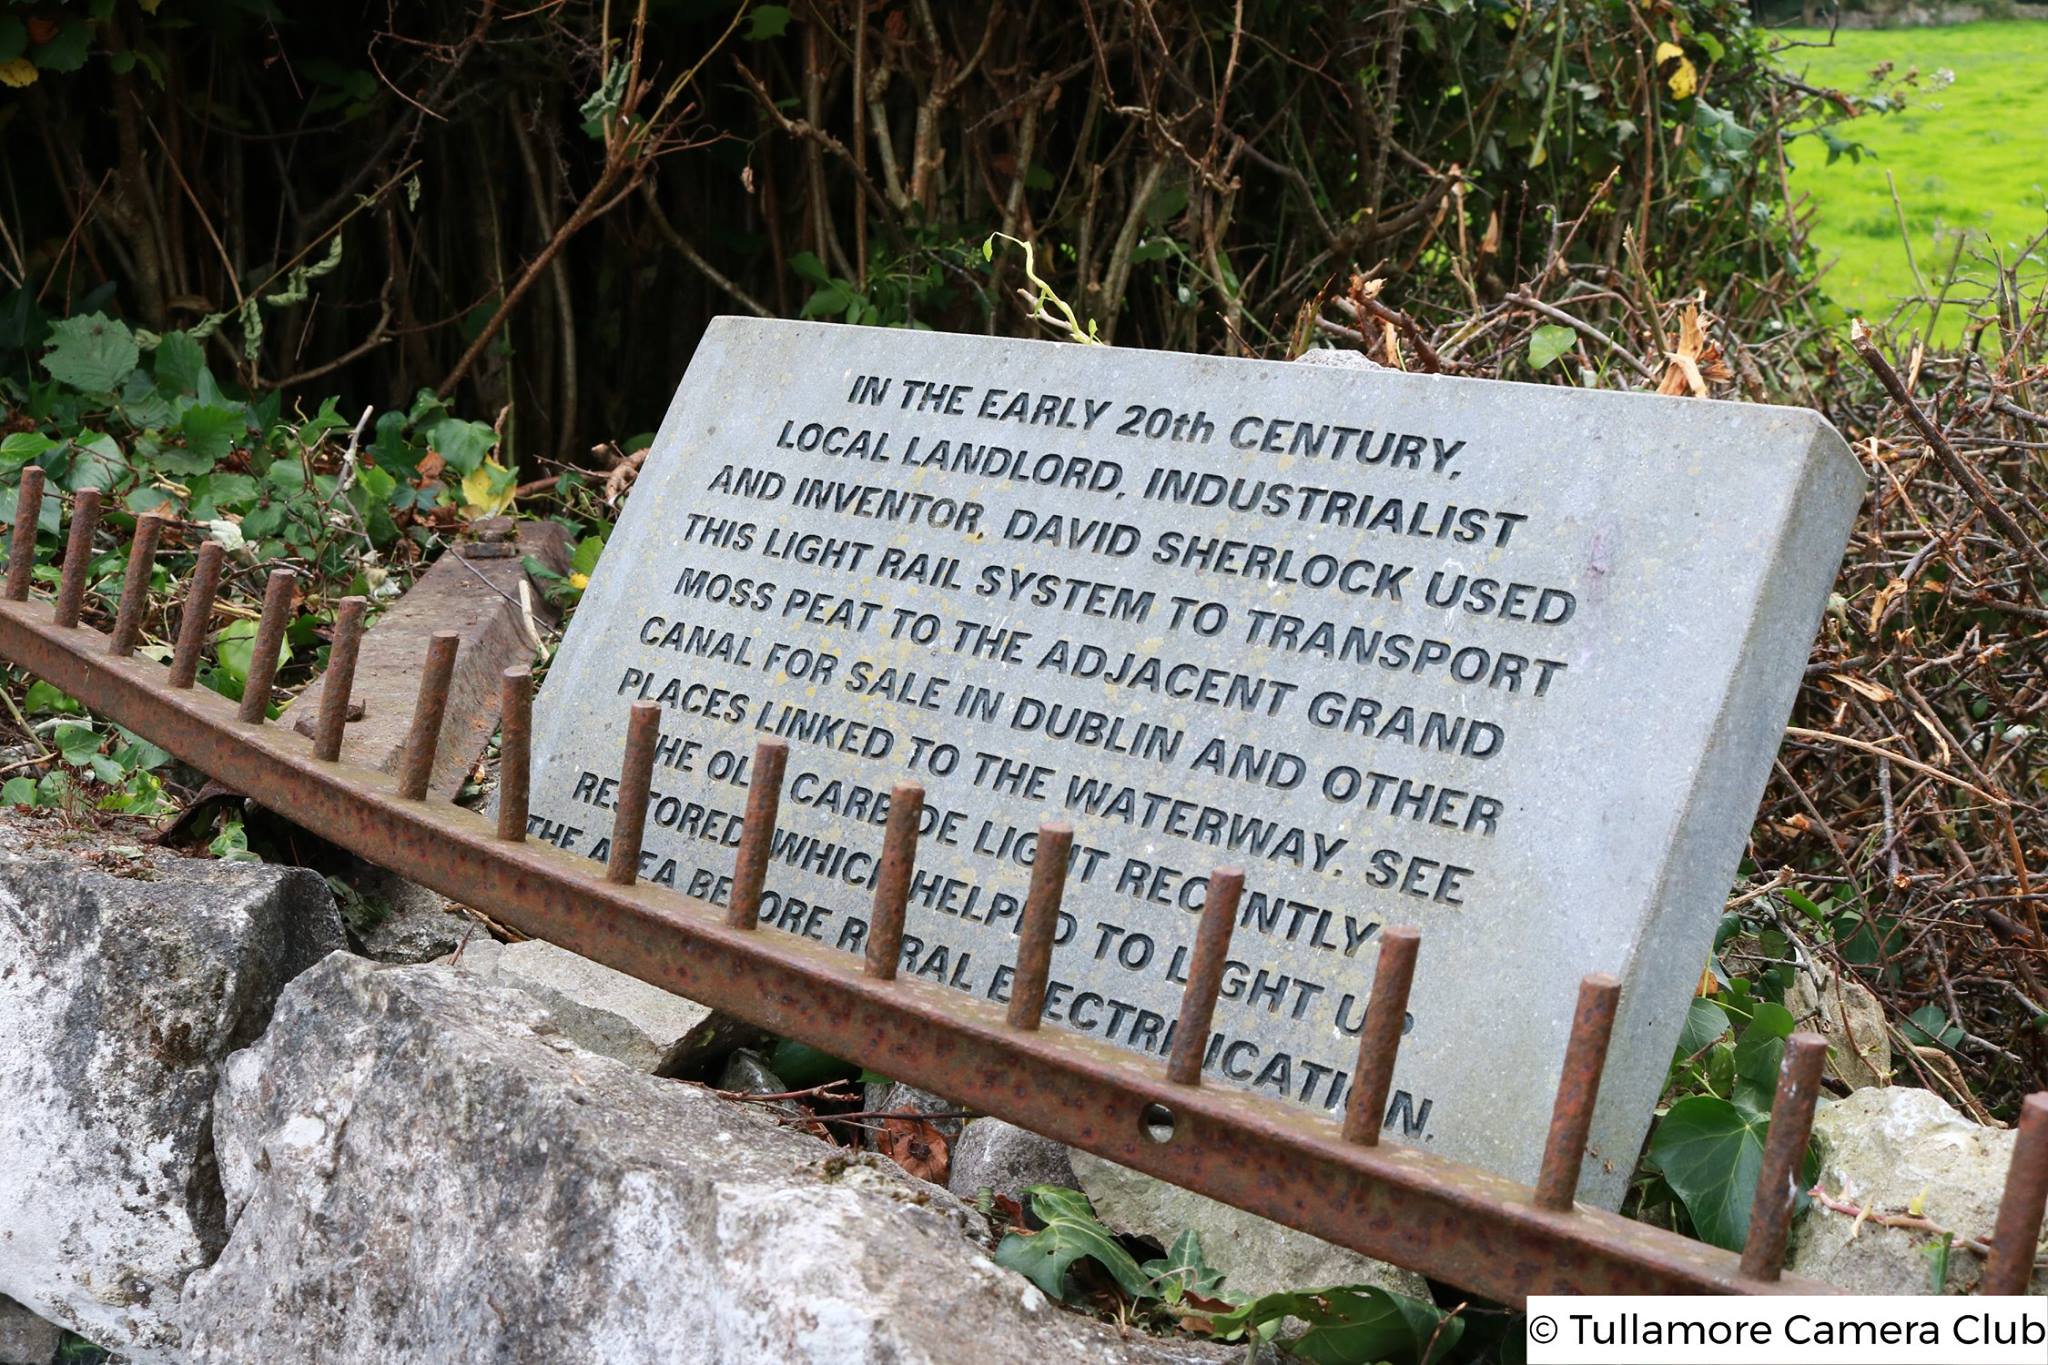 IN THE EARLY 20th CENTURY,
LOCAL LANDLORD, INDUSTRIALIST
AND INVENTOR, DAVID SHERLOCK USED
THIS LIGHT RAIL SYSTEM TO TRANSPORT
MOSS PEAT TO THE ADJACENT GRAND
CANAL FOR SALE IN DUBLIN AND OTHER
PLACES LINKED TO THE WATERWAY. SEE
THE OLD CARBIDE LIGHT RECENTLY
RESTORED, WHICH HELPED TO LIGHT UP
THE AREA BEFORE RURAL ELECTRIFICATION.
© Tullamore Camera Club